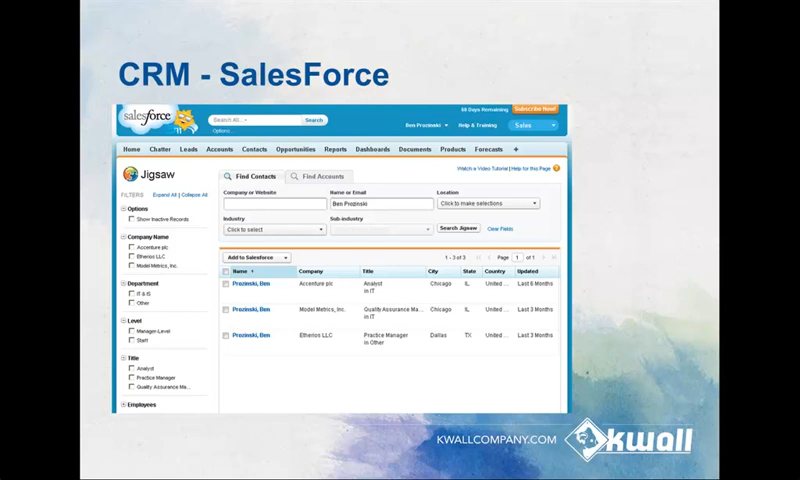 CRM - SalesForce
69 Days Remaining Subscribe Now!
salesforce
Search All... Search
Options...
Ben Prozinski Help & Training Sales
Home Chatter Leads Accounts Contacts Opportunities Reports Dashboards Documents Products Forecasts +
Jigsaw
Find Contacts Find Accounts
Watch a Video Tutorial | Help for this Page
FILTERS Expand All | Collapse All
Company or Website Name or Email Location
Ben Prozinski Click to make selections
Industry Sub-industry
Click to select Search Jigsaw Clear Fields
Options
Show Inactive Records
Company Name
Accenture plc
Etherios LLC
Model Metrics, Inc.
Department
IT & IS
Other
Level
Manager-Level
Staff
Title
Analyst
Practice Manager
Quality Assurance Ma...
Employees
Add to Salesforce 1 - 3 of 3 Page 1 of 1
Name Company Title City State Country Updated
Prozinski, Ben Accenture plc Analyst in IT Chicago IL United ... Last 6 Months
Prozinski, Ben Model Metrics, Inc. Quality Assurance Ma... in IT Chicago IL United ... Last 3 Months
Prozinski, Ben Etherios LLC Practice Manager in Other Dallas TX United ... Last 3 Months
KWALLCOMPANY.COM kwall